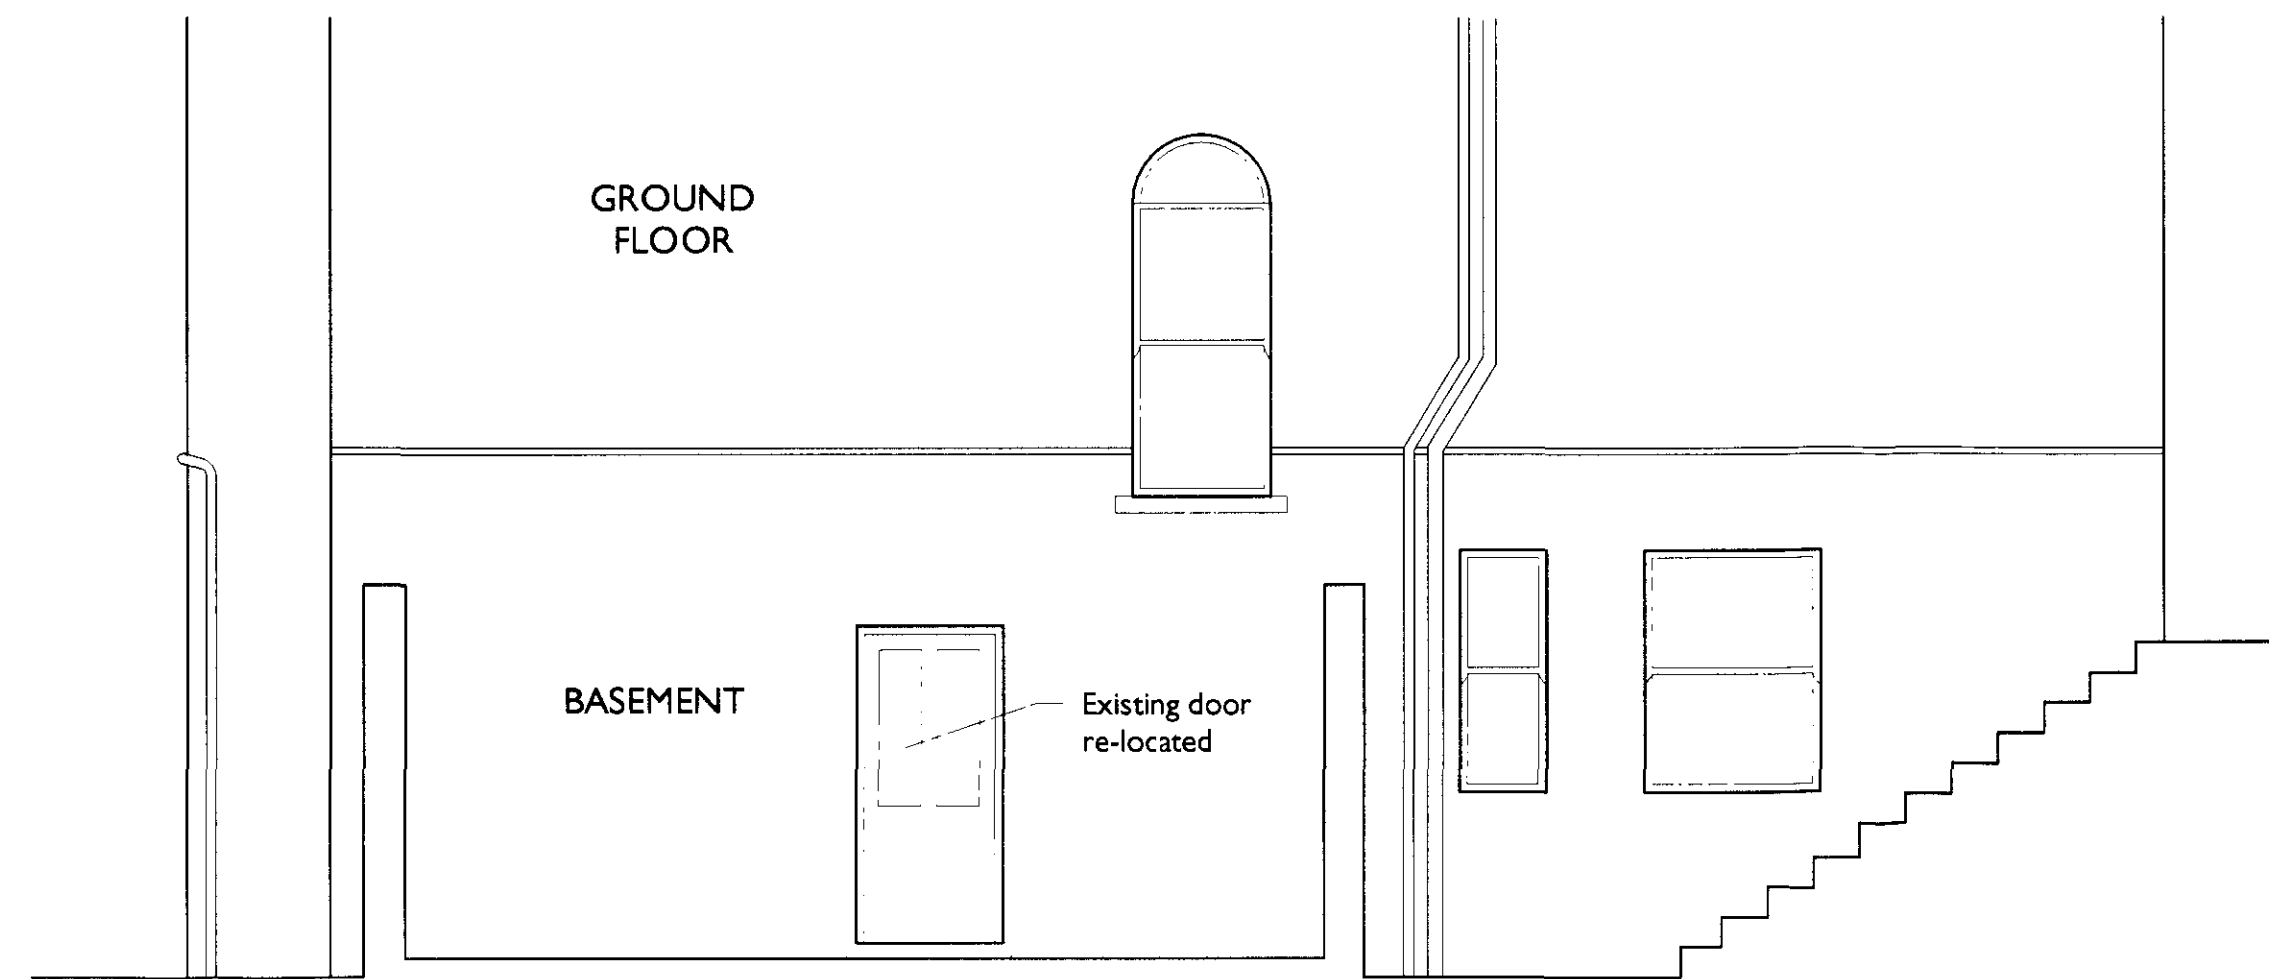 GROUND
FLOOR
BASEMENT
Existing door
re-located